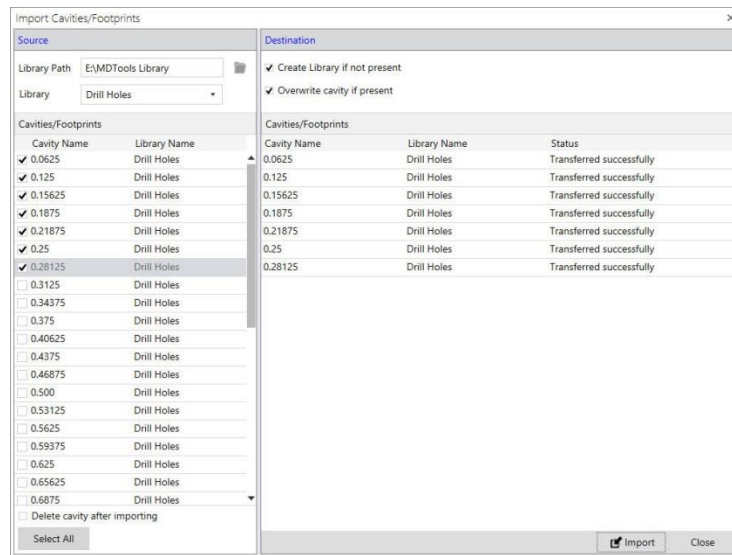 Import Cavities/Footprints
Source
Library Path E:\MDTools Library
Library Drill Holes
Cavities/Footprints
Cavity Name Library Name
0.0625 Drill Holes
0.125 Drill Holes
0.15625 Drill Holes
0.1875 Drill Holes
0.21875 Drill Holes
0.25 Drill Holes
0.28125 Drill Holes
0.3125 Drill Holes
0.34375 Drill Holes
0.375 Drill Holes
0.40625 Drill Holes
0.4375 Drill Holes
0.46875 Drill Holes
0.500 Drill Holes
0.53125 Drill Holes
0.5625 Drill Holes
0.59375 Drill Holes
0.625 Drill Holes
0.65625 Drill Holes
0.6875 Drill Holes
Delete cavity after importing
Select All
Destination
Create Library if not present
Overwrite cavity if present
Cavities/Footprints
Cavity Name Library Name Status
0.0625 Drill Holes Transferred successfully
0.125 Drill Holes Transferred successfully
0.15625 Drill Holes Transferred successfully
0.1875 Drill Holes Transferred successfully
0.21875 Drill Holes Transferred successfully
0.25 Drill Holes Transferred successfully
0.28125 Drill Holes Transferred successfully
Import Close